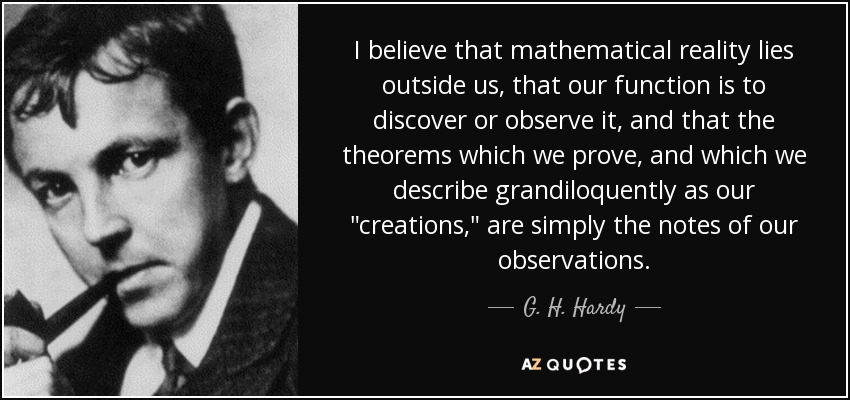 I believe that mathematical reality lies
outside us, that our function is to
discover or observe it, and that the
theorems which we prove, and which we
describe grandiloquently as our
"creations," are simply the notes of our
observations.
G. H. Hardy
AZ QUOTES